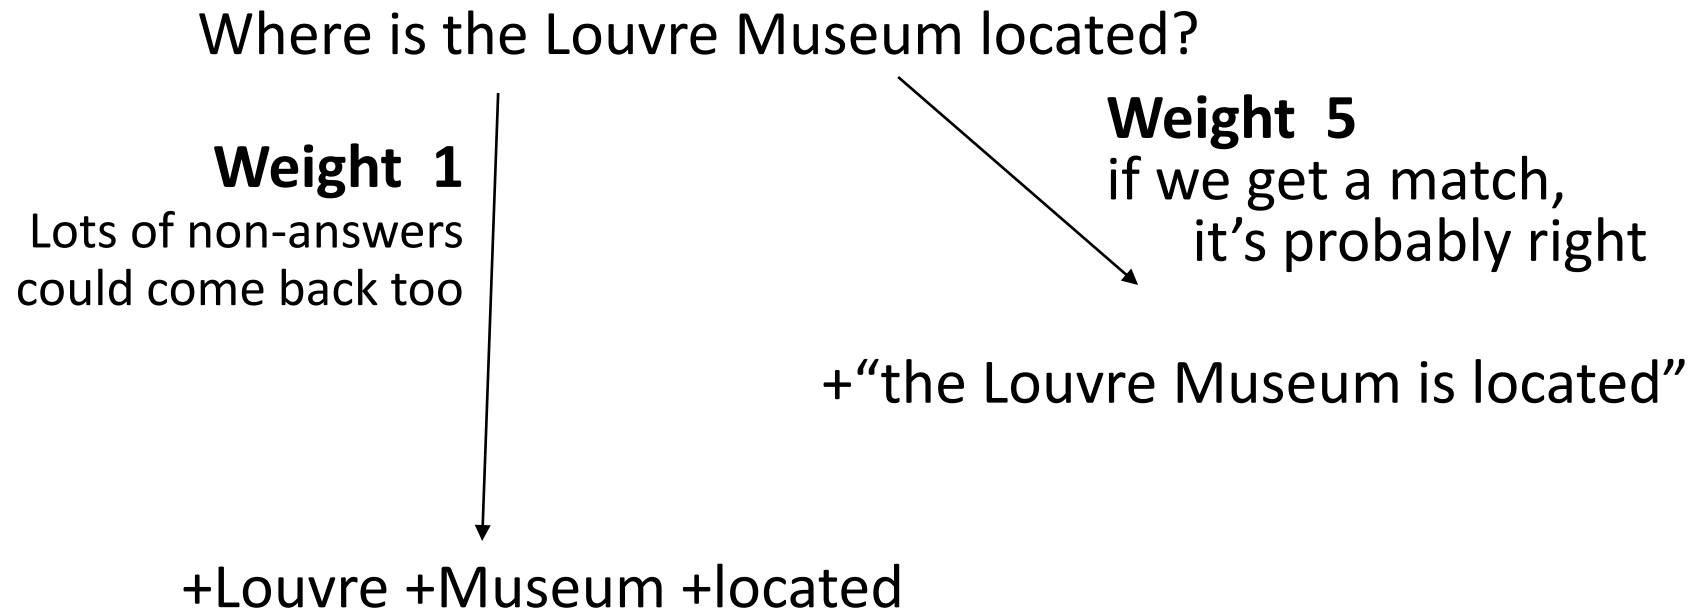 Where is the Louvre Museum located?
Weight  1
Lots of non-answers
could come back too
Weight  5
if we get a match,
it’s probably right
+“the Louvre Museum is located”
+Louvre +Museum +located